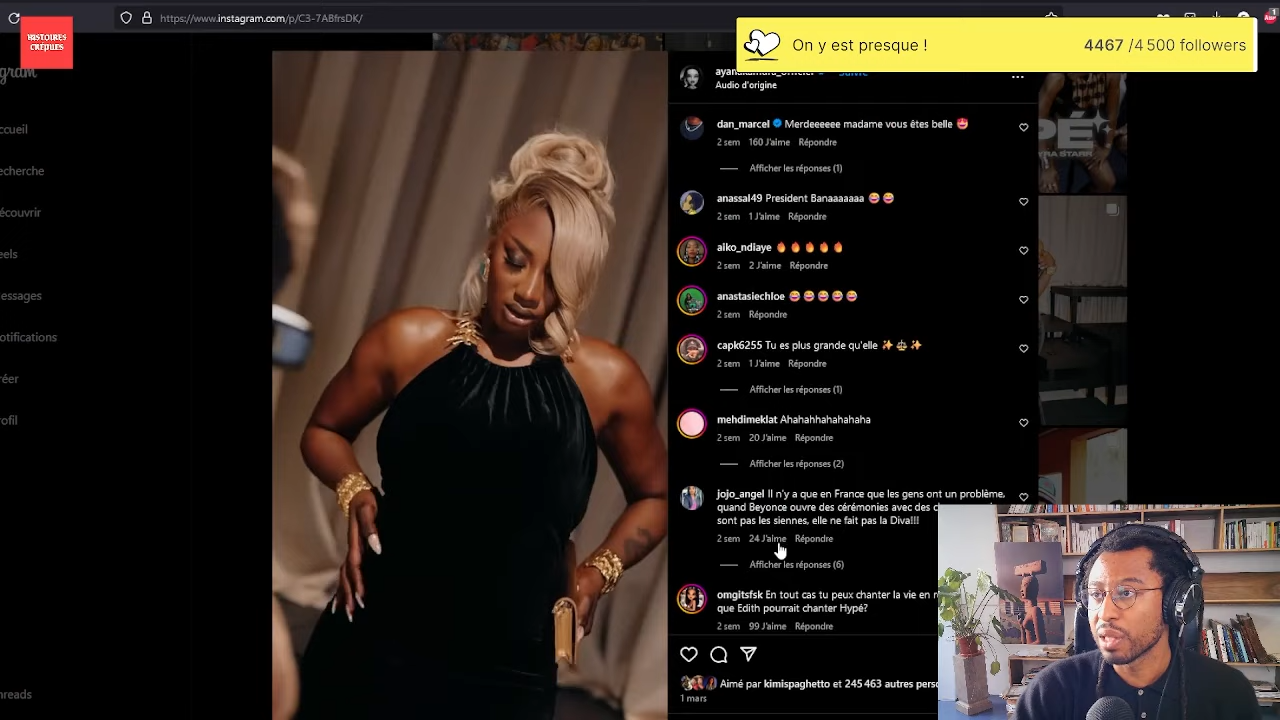 https://www.instagram.com/p/C3-7ABfrsDK/
HISTOIRES
CRÉPUES
On y est presque !
4467 /4 500 followers
gram
Suivre
Audio d'origine
ccueil
echerche
écouvrir
eels
essages
otifications
réer
rofil
hreads
dan_marcel Merdeeeeee madame vous êtes belle 😍
2 sem 160 J'aime Répondre
Afficher les réponses (1)
anassal49 President Banaaaaaaa 😂 😂
2 sem 1 J'aime Répondre
aiko_ndiaye 🔥 🔥 🔥 🔥 🔥
2 sem 2 J'aime Répondre
anastasiechloe 😂 😂 😂 😂 😂
2 sem Répondre
capk6255 Tu es plus grande qu'elle ✨ ⚖️ ✨
2 sem 1 J'aime Répondre
Afficher les réponses (1)
mehdimeklat Ahahahhahahahaha
2 sem 20 J'aime Répondre
Afficher les réponses (2)
jojo_angel Il n'y a que en France que les gens ont un problème,
quand Beyonce ouvre des cérémonies avec des
sont pas les siennes, elle ne fait pas la Diva!!!
2 sem 24 J'aime Répondre
Afficher les réponses (6)
omgitsfsk En tout cas tu peux chanter la vie en
que Edith pourrait chanter Hypé?
2 sem 99 J'aime Répondre
Aimé par kimispaghetto et 245 463 autres
1 mars
PÉ
RA STARR